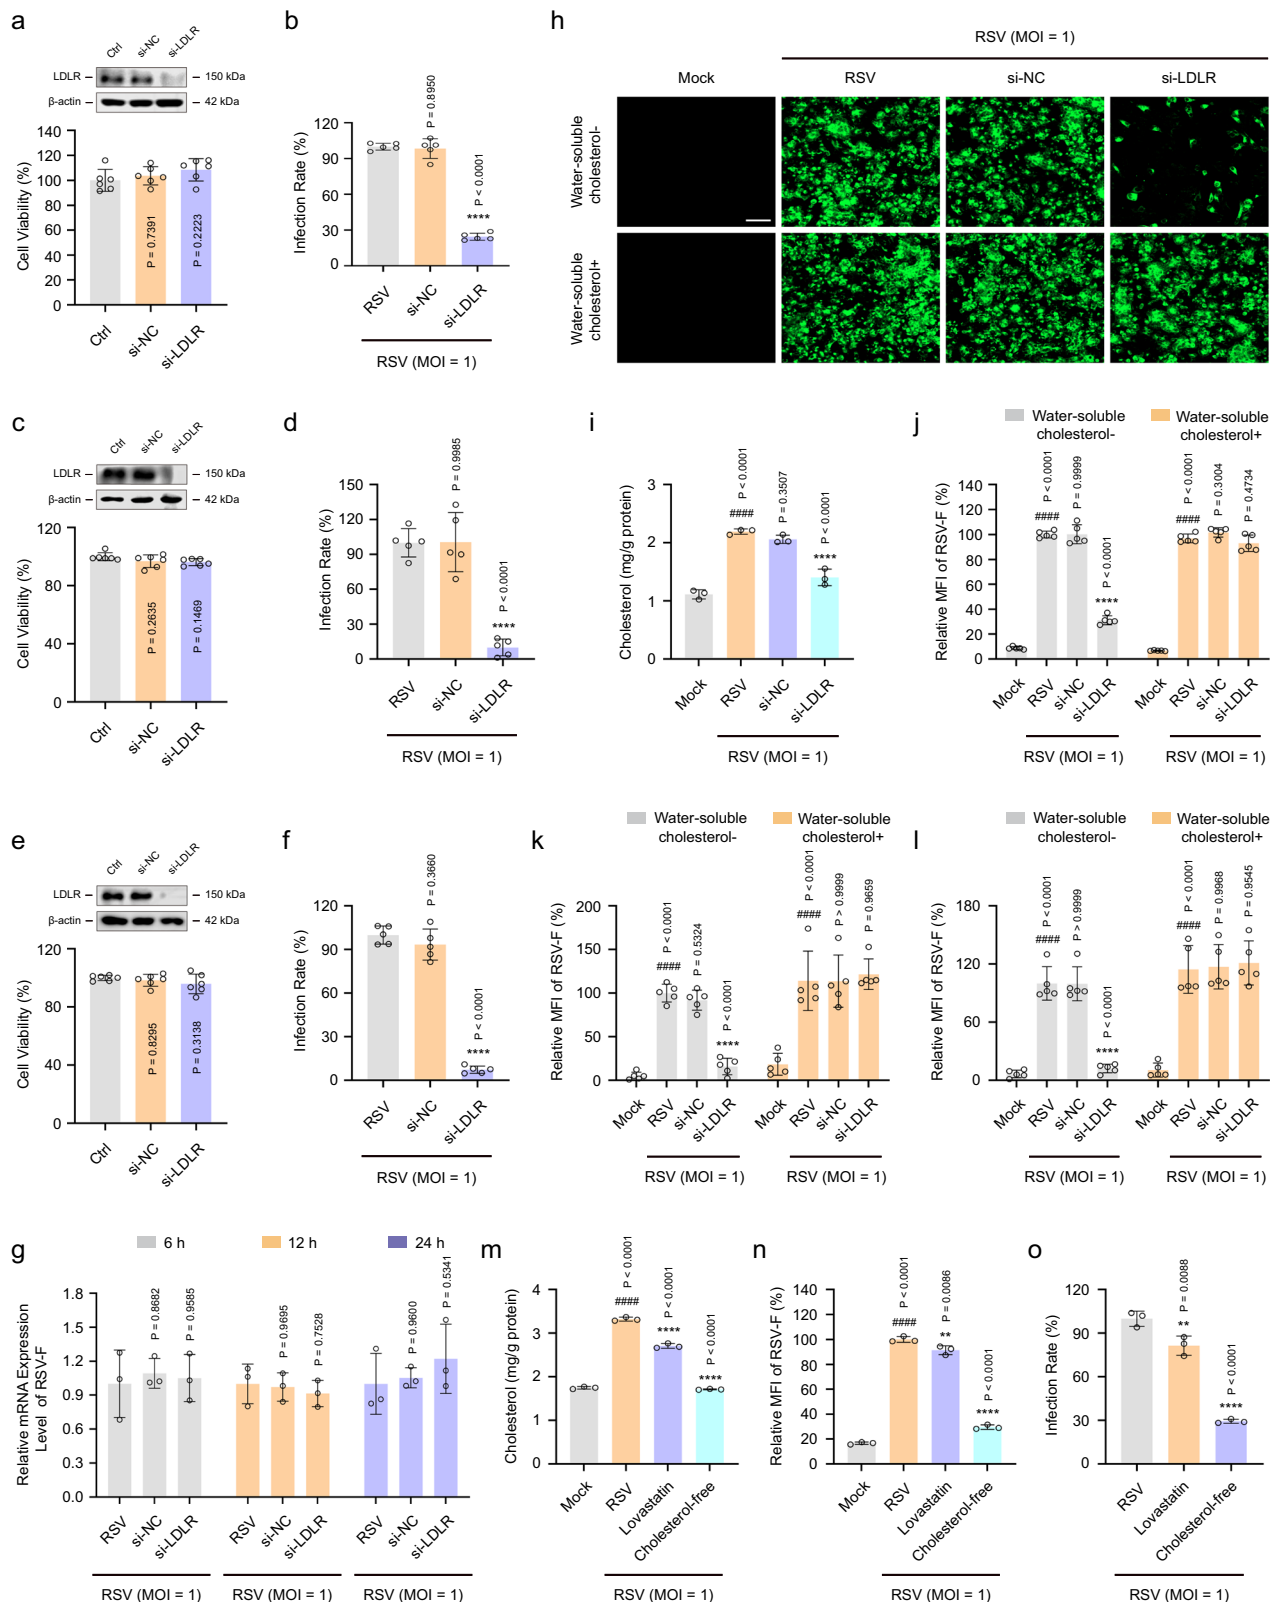 a
Ctrl
si-NC
si-LDLR
LDLR
150 kDa
β-actin
42 kDa
Cell Viability (%)
140
120
100
80
60
40
20
0
P = 0.7391
P = 0.2223
Ctrl
si-NC
si-LDLR
b
Infection Rate (%)
120
90
60
30
0
P = 0.8950
P < 0.0001
****
RSV
si-NC
si-LDLR
RSV (MOI = 1)
h
RSV (MOI = 1)
Mock
RSV
si-NC
si-LDLR
Water-soluble
cholesterol-
Water-soluble
cholesterol+
c
Ctrl
si-NC
si-LDLR
LDLR
150 kDa
β-actin
42 kDa
Cell Viability (%)
120
80
40
0
P = 0.2635
P = 0.1469
Ctrl
si-NC
si-LDLR
d
Infection Rate (%)
150
120
90
60
30
0
P = 0.9985
P < 0.0001
****
RSV
si-NC
si-LDLR
RSV (MOI = 1)
i
Cholesterol (mg/g protein)
3
2
1
0
P < 0.0001
####
P = 0.3507
P < 0.0001
****
Mock
RSV
si-NC
si-LDLR
RSV (MOI = 1)
j
Water-soluble
cholesterol-
Water-soluble
cholesterol+
Relative MFI of RSV-F (%)
140
120
100
80
60
40
20
0
P < 0.0001
####
P = 0.9999
P < 0.0001
****
P < 0.0001
####
P = 0.3004
P = 0.4734
Mock
RSV
si-NC
si-LDLR
Mock
RSV
si-NC
si-LDLR
RSV (MOI = 1)
RSV (MOI = 1)
e
Ctrl
si-NC
si-LDLR
LDLR
150 kDa
β-actin
42 kDa
Cell Viability (%)
120
80
40
0
P = 0.8295
P = 0.3138
Ctrl
si-NC
si-LDLR
f
Infection Rate (%)
120
90
60
30
0
P = 0.3660
P < 0.0001
****
RSV
si-NC
si-LDLR
RSV (MOI = 1)
k
Water-soluble
cholesterol-
Water-soluble
cholesterol+
Relative MFI of RSV-F (%)
200
150
100
50
0
P < 0.0001
####
P = 0.5324
P < 0.0001
****
P < 0.0001
####
P > 0.9999
P = 0.9659
Mock
RSV
si-NC
si-LDLR
Mock
RSV
si-NC
si-LDLR
RSV (MOI = 1)
RSV (MOI = 1)
l
Water-soluble
cholesterol-
Water-soluble
cholesterol+
Relative MFI of RSV-F (%)
180
120
60
0
P < 0.0001
####
P > 0.9999
P < 0.0001
****
P < 0.0001
####
P = 0.9968
P = 0.9545
Mock
RSV
si-NC
si-LDLR
Mock
RSV
si-NC
si-LDLR
RSV (MOI = 1)
RSV (MOI = 1)
g
6 h
12 h
24 h
Relative mRNA Expression
Level of RSV-F
1.8
1.5
1.2
0.9
0.6
0.3
0.0
P = 0.8682
P = 0.9585
P = 0.9695
P = 0.7528
P = 0.9600
P = 0.5341
RSV
si-NC
si-LDLR
RSV
si-NC
si-LDLR
RSV
si-NC
si-LDLR
RSV (MOI = 1)
RSV (MOI = 1)
RSV (MOI = 1)
m
Cholesterol (mg/g protein)
4
3
2
1
0
P < 0.0001
####
P < 0.0001
****
P < 0.0001
****
Mock
RSV
Lovastatin
Cholesterol-free
RSV (MOI = 1)
n
Relative MFI of RSV-F (%)
140
120
100
80
60
40
20
0
P < 0.0001
####
P = 0.0086
**
P < 0.0001
****
Mock
RSV
Lovastatin
Cholesterol-free
RSV (MOI = 1)
o
Infection Rate (%)
120
90
60
30
0
P = 0.0088
**
P < 0.0001
****
RSV
Lovastatin
Cholesterol-free
RSV (MOI = 1)